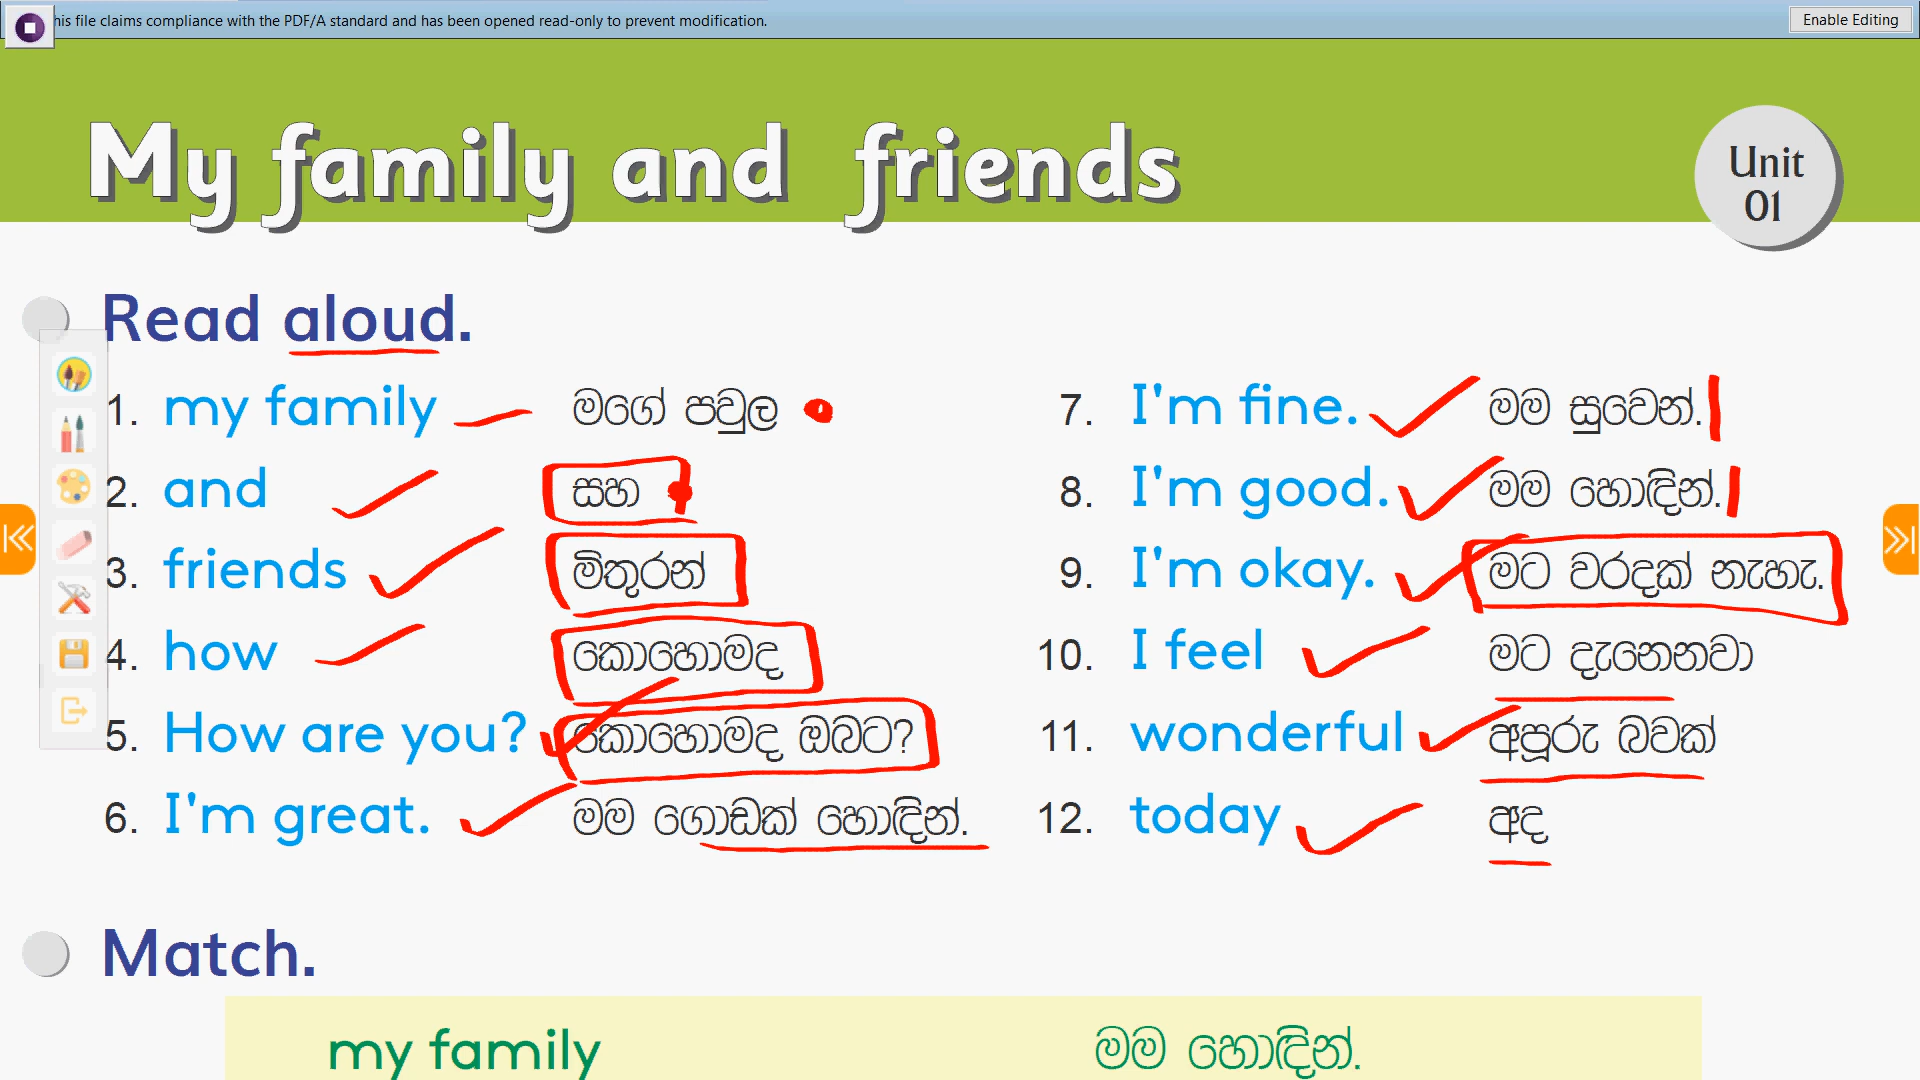 his file claims compliance with the PDF/A standard and has been opened read-only to prevent modification.
Enable Editing
My family and friends
Unit
01
Read aloud.
1. my family මගේ පවුල
2. and සහ
3. friends මිතුරන්
4. how කොහොමද
5. How are you? කොහොමද ඔබට?
6. I'm great. මම ගොඩක් හොඳින්.
7. I'm fine. මම සුවෙන්.
8. I'm good. මම හොඳින්.
9. I'm okay. මට වරදක් නැහැ.
10. I feel මට දැනෙනවා
11. wonderful අපූරු බවක්
12. today අද
Match.
my family මම හොඳින්.